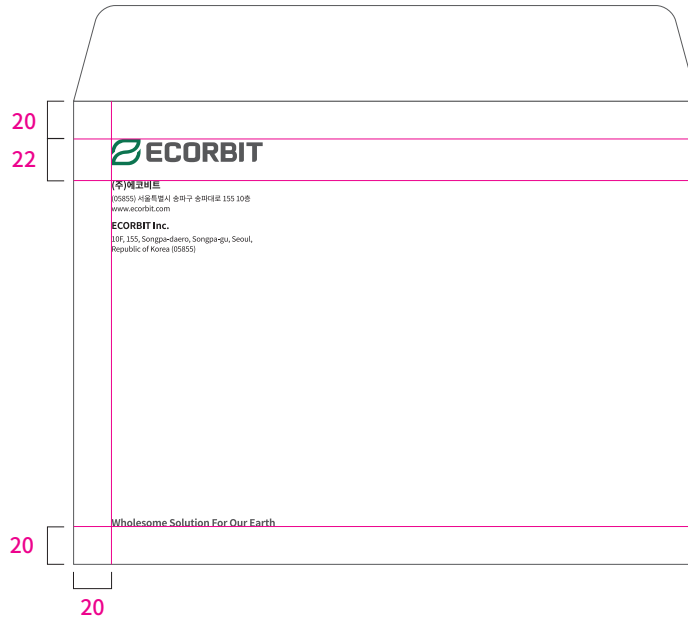 20
22
ECORBIT
(주)에코비트
(05855) 서울특별시 송파구 송파대로 155 10층
www.ecorbit.com
ECORBIT Inc.
10F, 155, Songpa-daero, Songpa-gu, Seoul,
Republic of Korea (05855)
Wholesome Solution For Our Earth
20
20